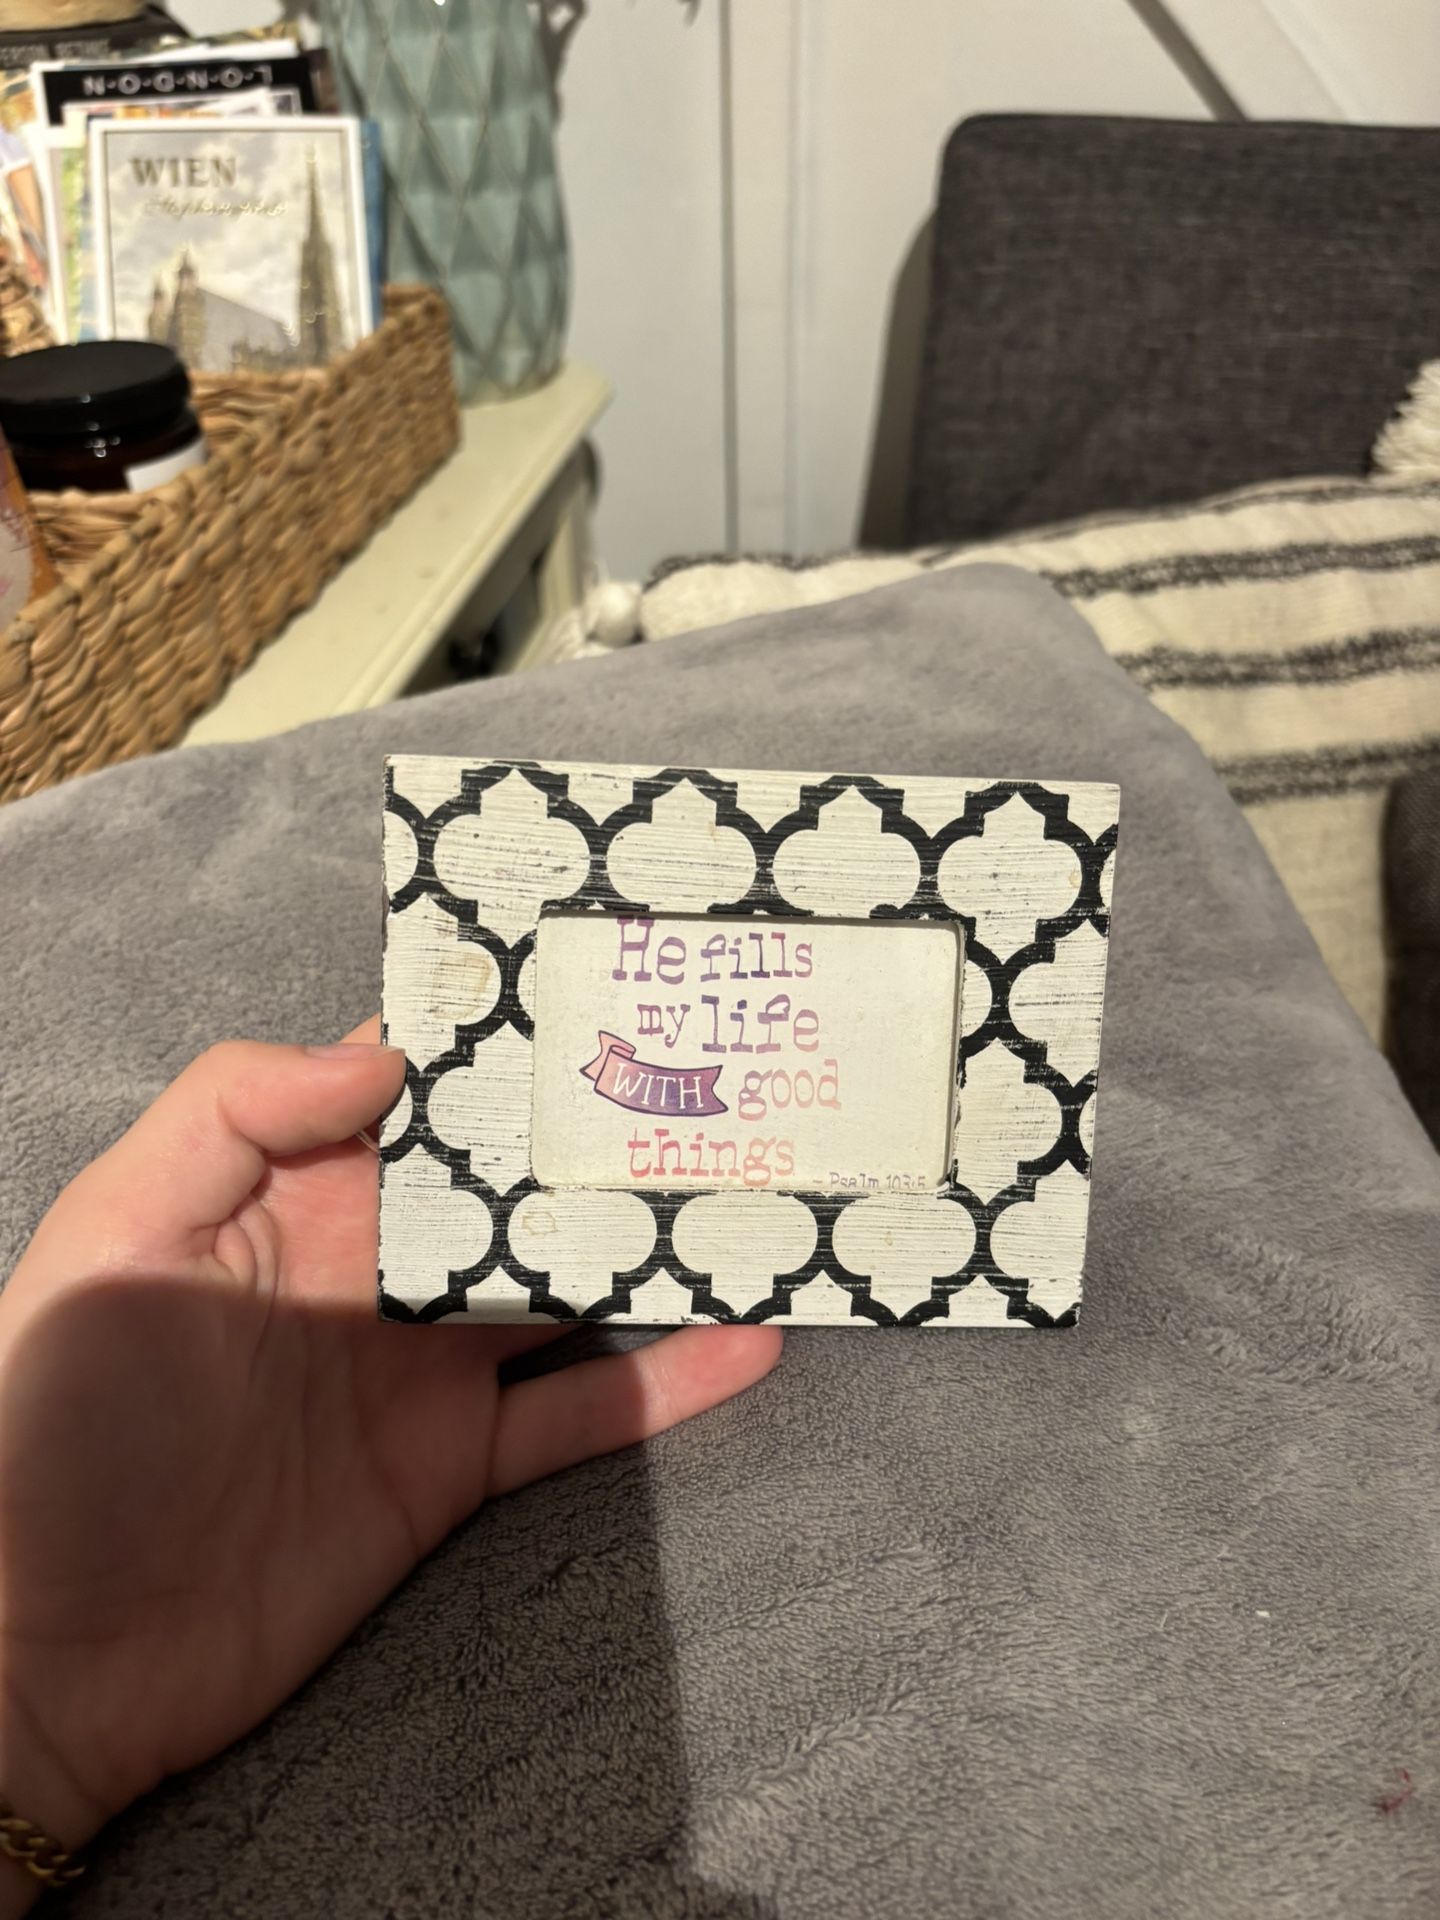 L·O·N·D·O·N
WIEN
He fills
my life
WITH good
things
- Psalm 103:5